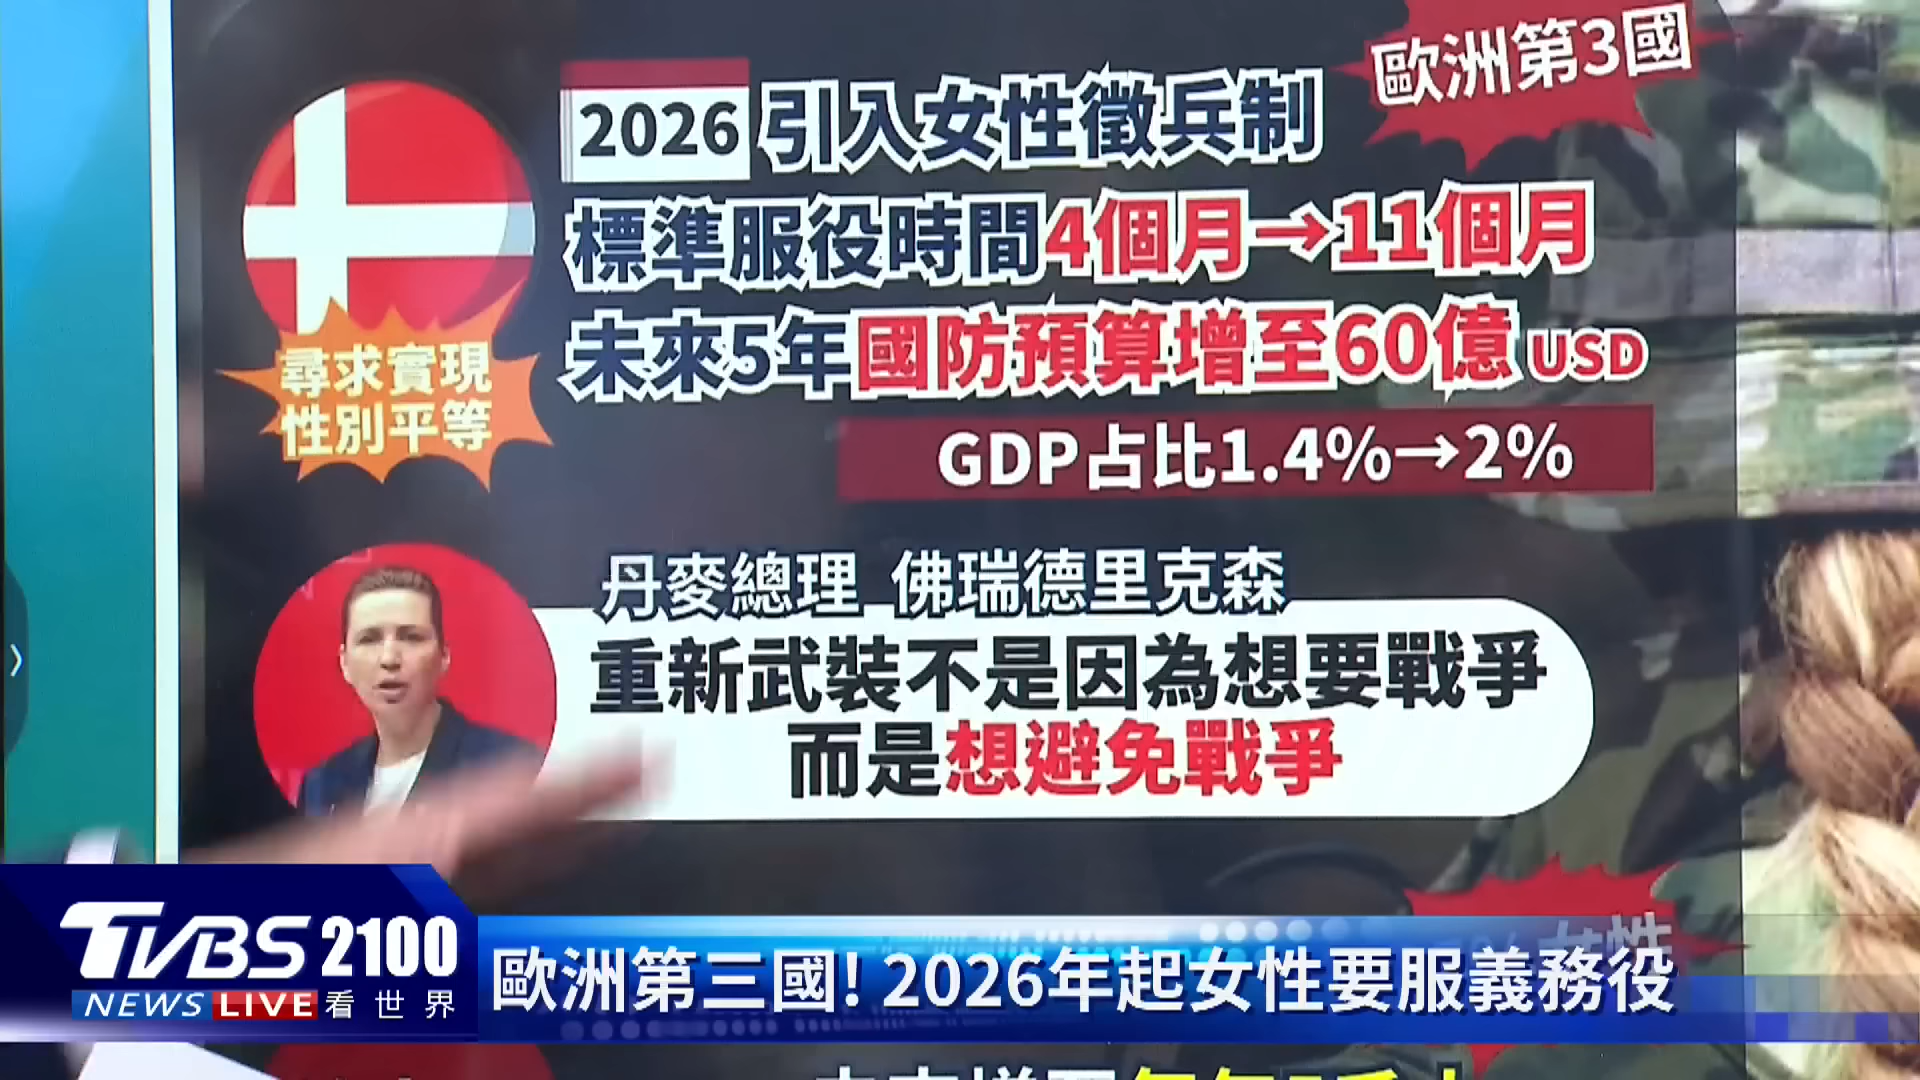 歐洲第3國
2026 引入女性徵兵制
標準服役時間4個月→11個月
未來5年國防預算增至60億 USD
GDP占比1.4%→2%
尋求實現
性別平等
丹麥總理 佛瑞德里克森
重新武裝不是因為想要戰爭
而是想避免戰爭
女性
TVBS 2100
NEWS LIVE 看世界
歐洲第三國! 2026年起女性要服義務役